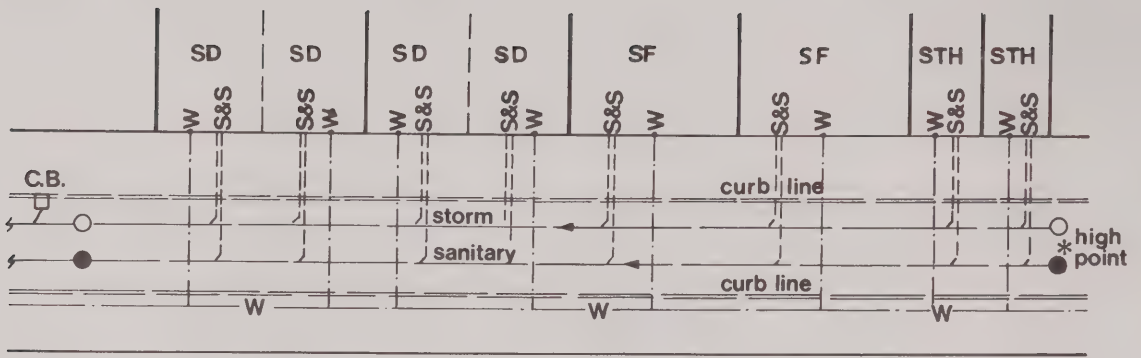 SD SD SD SD SF SF STH STH
W S&S S&S W W S&S S&S W S&S W S&S W W S&S W S&S
C.B.
curb line
storm
high
* point
sanitary
curb line
W W W